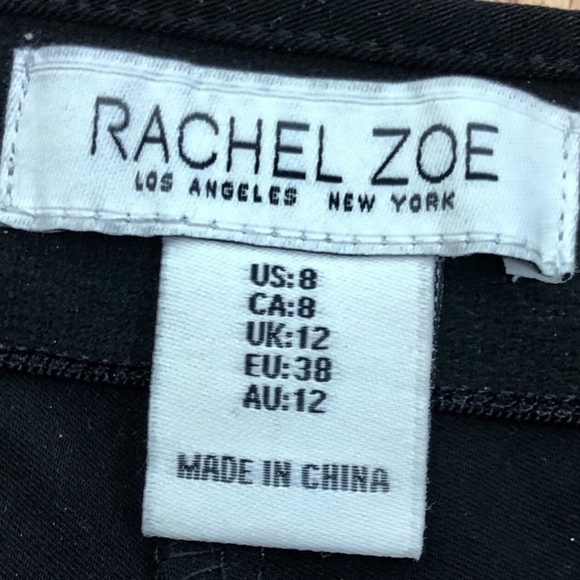 RACHEL ZOE
LOS ANGELES NEW YORK
US:8
CA:8
UK:12
EU:38
AU:12
MADE IN CHINA